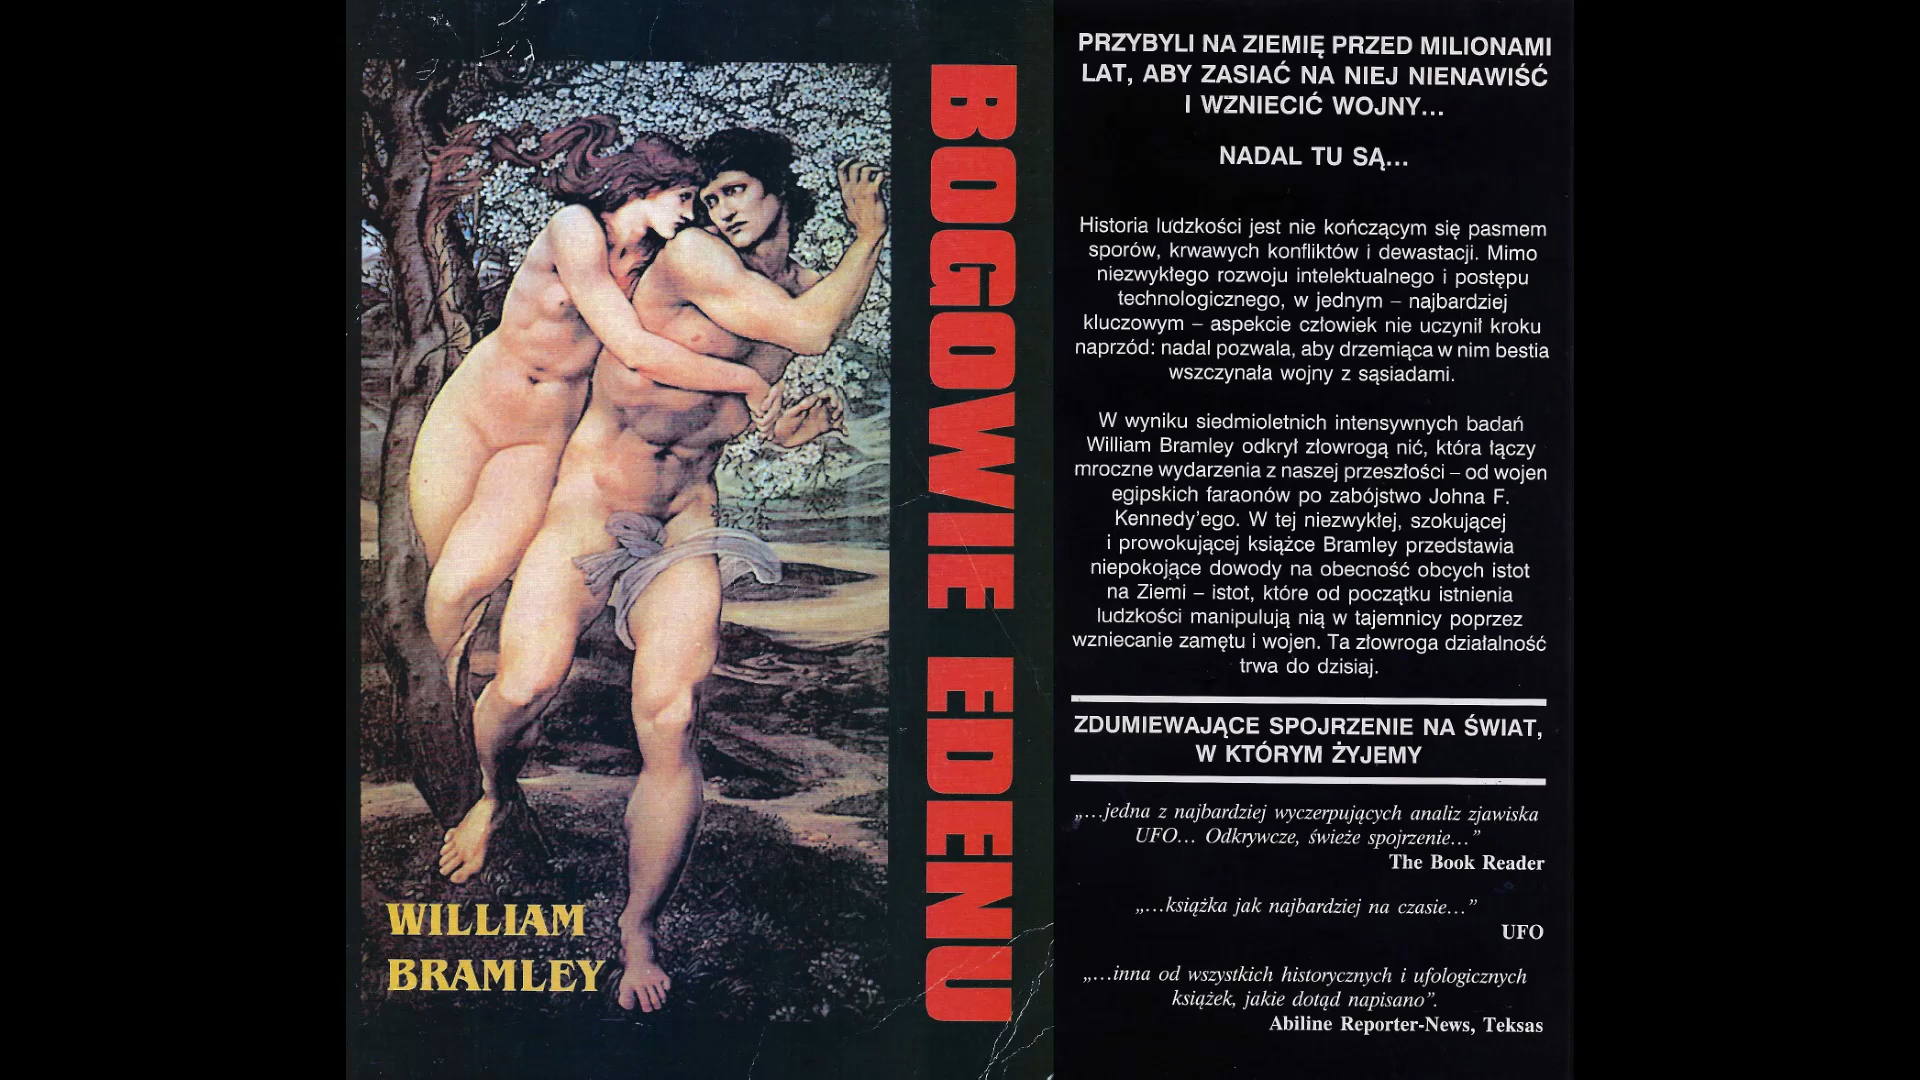 WILLIAM
BRAMLEY
BOGOWIE EDENU
PRZYBYLI NA ZIEMIĘ PRZED MILIONAMI
LAT, ABY ZASIAĆ NA NIEJ NIENAWIŚĆ
I WZNIECIĆ WOJNY...
NADAL TU SĄ...
Historia ludzkości jest nie kończącym się pasmem
sporów, krwawych konfliktów i dewastacji. Mimo
niezwykłego rozwoju intelektualnego i postępu
technologicznego, w jednym – najbardziej
kluczowym – aspekcie człowiek nie uczynił kroku
naprzód: nadal pozwala, aby drzemiąca w nim bestia
wszczynała wojny z sąsiadami.
W wyniku siedmioletnich intensywnych badań
William Bramley odkrył złowrogą nić, która łączy
mroczne wydarzenia z naszej przeszłości – od wojen
egipskich faraonów po zabójstwo Johna F.
Kennedy'ego. W tej niezwykłej, szokującej
i prowokującej książce Bramley przedstawia
niepokojące dowody na obecność obcych istot
na Ziemi – istot, które od początku istnienia
ludzkości manipulują nią w tajemnicy poprzez
wzniecanie zamętu i wojen. Ta złowroga działalność
trwa do dzisiaj.
ZDUMIEWAJĄCE SPOJRZENIE NA ŚWIAT,
W KTÓRYM ŻYJEMY
„...jedna z najbardziej wyczerpujących analiz zjawiska
UFO... Odkrywcze, świeże spojrzenie...”
The Book Reader
„...książka jak najbardziej na czasie...”
UFO
„...inna od wszystkich historycznych i ufologicznych
książek, jakie dotąd napisano”.
Abiline Reporter-News, Teksas